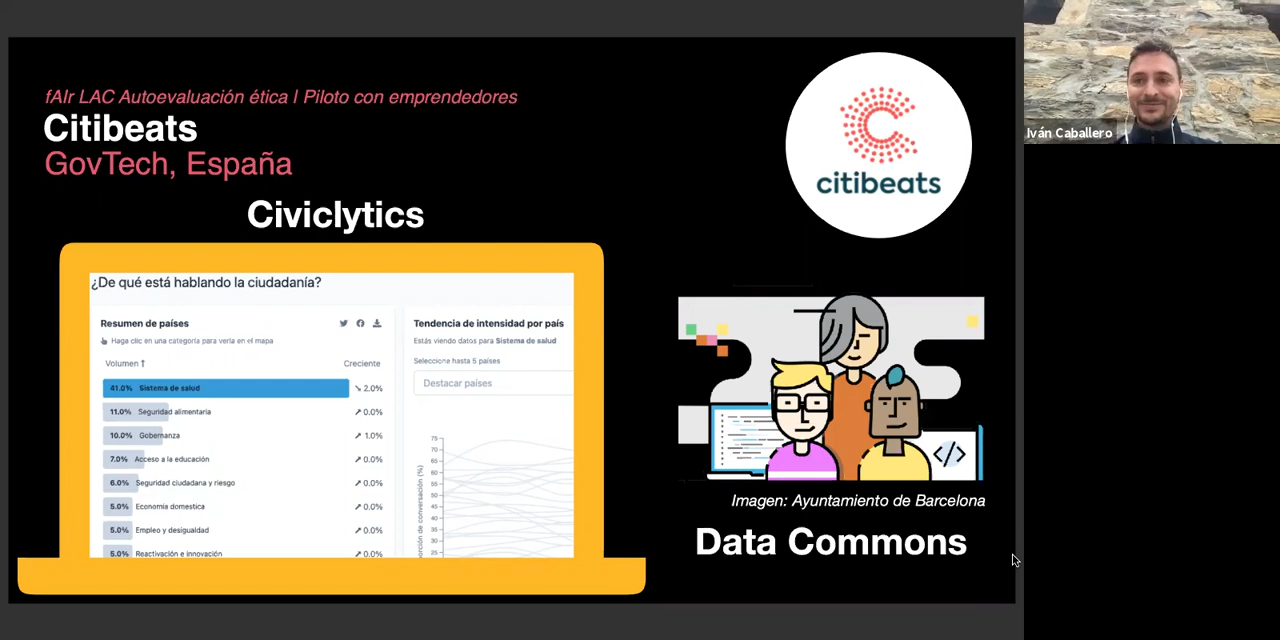 fAIr LAC Autoevaluación ética I Piloto con emprendedores
Citibeats
GovTech, España
citibeats
Iván Caballero
Civiclytics
¿De qué está hablando la ciudadanía?
Resumen de países
Haga clic en una categoría para verla en el mapa
Volumen ↑ Creciente
41.0% Sistema de salud ↘ 2.0%
11.0% Seguridad alimentaria ↗ 0.0%
10.0% Gobernanza ↗ 1.0%
7.0% Acceso a la educación ↗ 0.0%
6.0% Seguridad ciudadana y riesgo ↗ 0.0%
5.0% Economía domestica ↗ 0.0%
5.0% Empleo y desigualdad ↗ 0.0%
5.0% Reactivación e innovación ↗ 0.0%
Tendencia de intensidad por país
Estás viendo datos para Sistema de salud
Seleccione hasta 5 países
Destacar países
75
70
65
60
55
50
45
40
35
30
25
de conversación (%)
</>
Imagen: Ayuntamiento de Barcelona
Data Commons